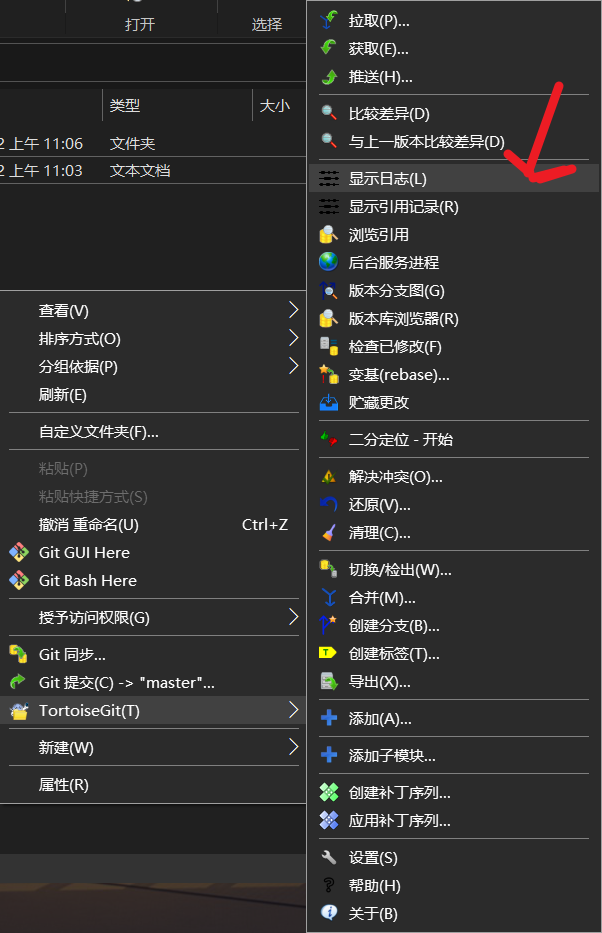 打开
选择
类型
大小
2 上午 11:06
文件夹
2 上午 11:03
文本文档
查看(V)
排序方式(O)
分组依据(P)
刷新(E)
自定义文件夹(F)...
粘贴(P)
粘贴快捷方式(S)
撤消 重命名(U)
Ctrl+Z
Git GUI Here
Git Bash Here
授予访问权限(G)
Git 同步...
Git 提交(C) -> "master"...
TortoiseGit(T)
新建(W)
属性(R)
拉取(P)...
获取(E)...
推送(H)...
比较差异(D)
与上一版本比较差异(D)
显示日志(L)
显示引用记录(R)
浏览引用
后台服务进程
版本分支图(G)
版本库浏览器(R)
检查已修改(F)
变基(rebase)...
贮藏更改
二分定位 - 开始
解决冲突(O)...
还原(V)...
清理(C)...
切换/检出(W)...
合并(M)...
创建分支(B)...
创建标签(T)...
导出(X)...
添加(A)...
添加子模块...
创建补丁序列...
应用补丁序列...
设置(S)
帮助(H)
关于(B)